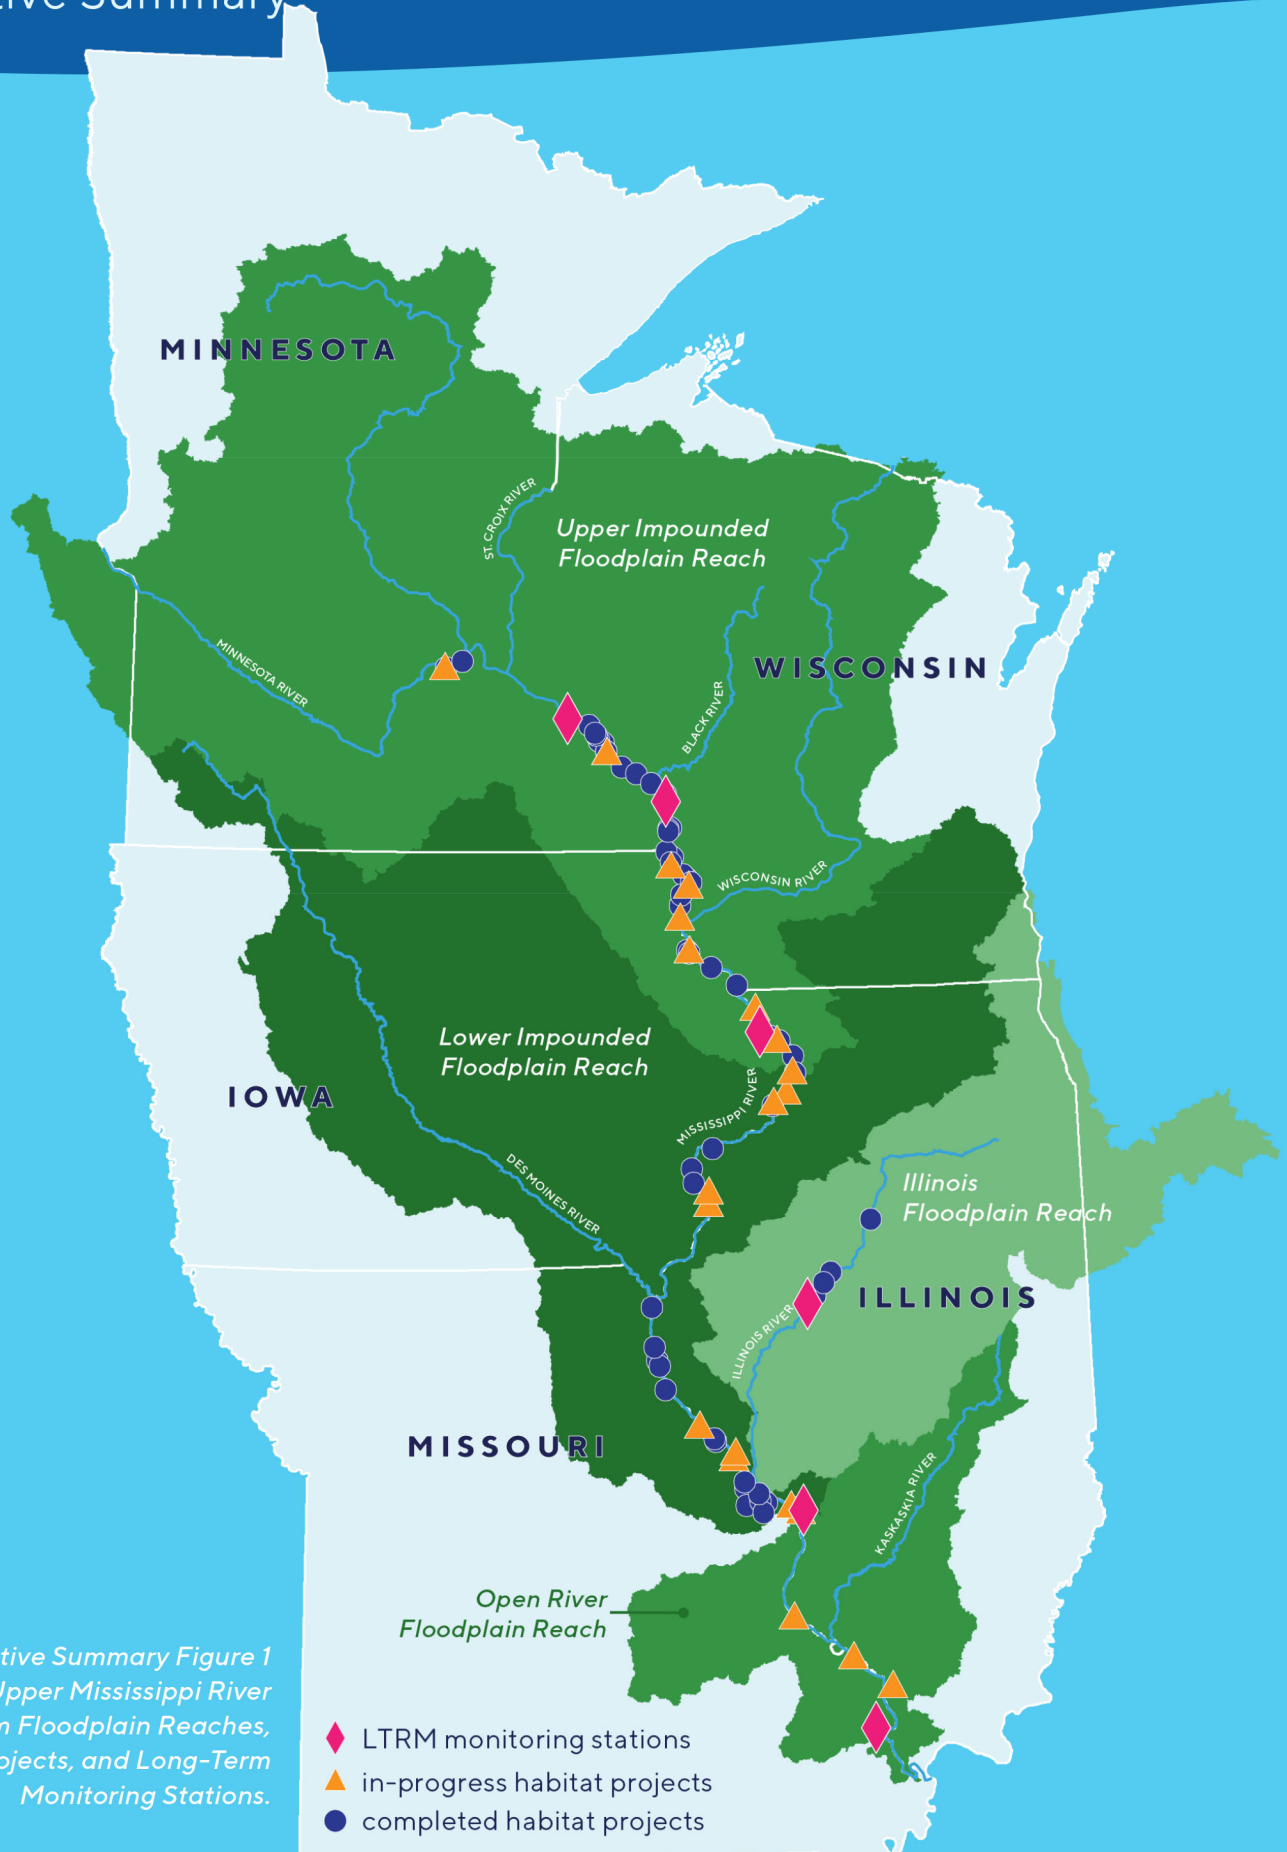 Summary
MINNESOTA
ST. CROIX RIVER
Upper Impounded
Floodplain Reach
MINNESOTA RIVER
WISCONSIN
BLACK RIVER
WISCONSIN RIVER
Lower Impounded
Floodplain Reach
IOWA
MISSISSIPPI RIVER
DES MOINES RIVER
Illinois
Floodplain Reach
ILLINOIS
ILLINOIS RIVER
MISSOURI
KASKASKIA RIVER
Open River
Floodplain Reach
tive Summary Figure 1
Upper Mississippi River
Floodplain Reaches,
ojects, and Long-Term
Monitoring Stations.
LTRM monitoring stations
in-progress habitat projects
completed habitat projects